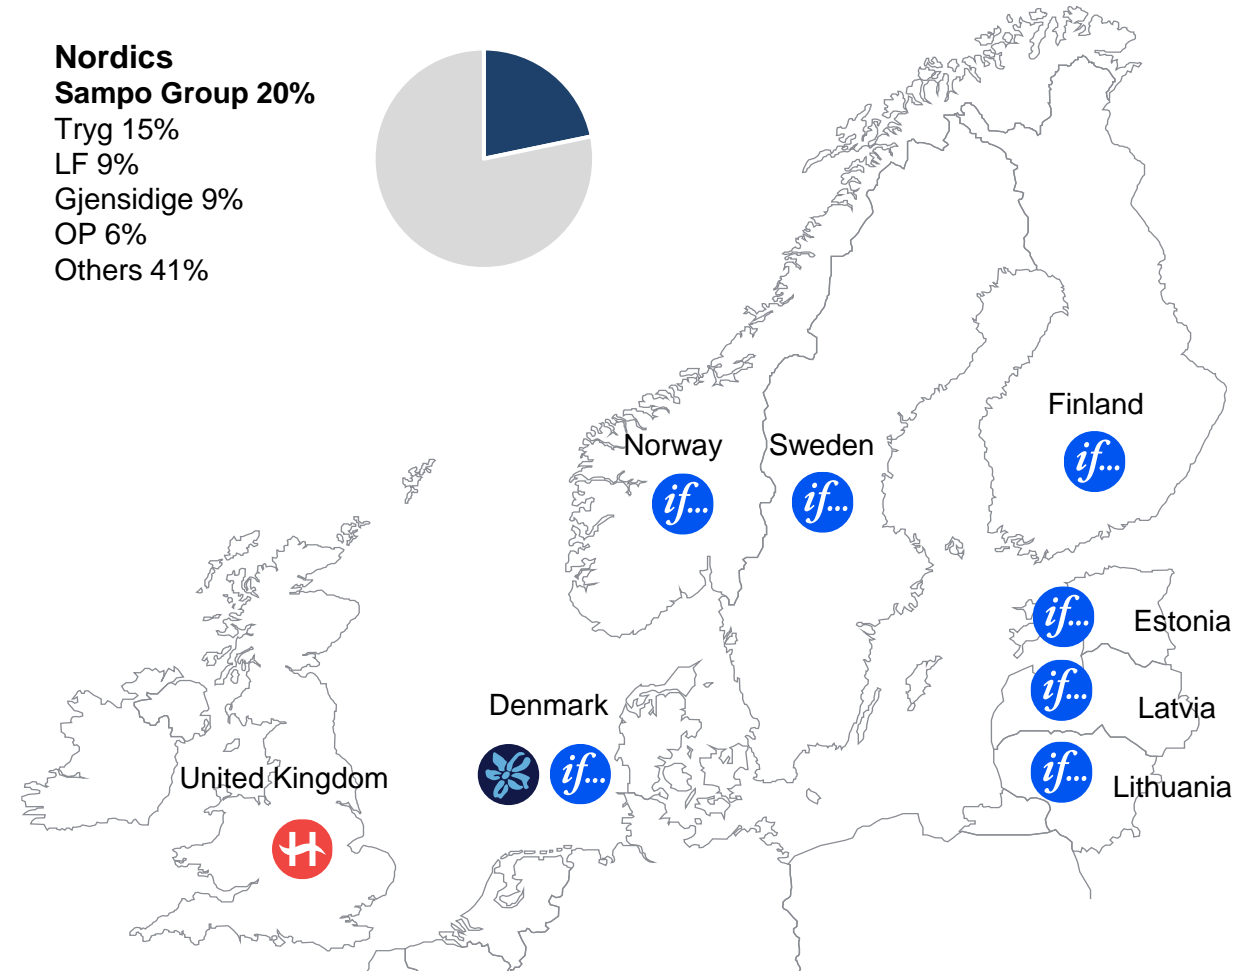 Nordics
Sampo Group 20%
Tryg 15%
LF 9%
Gjensidige 9%
OP 6%
Others 41%
Finland
if...
Norway
Sweden
if...
if...
if...
Estonia
if...
Latvia
Denmark
if...
United Kingdom
if...
Lithuania
H